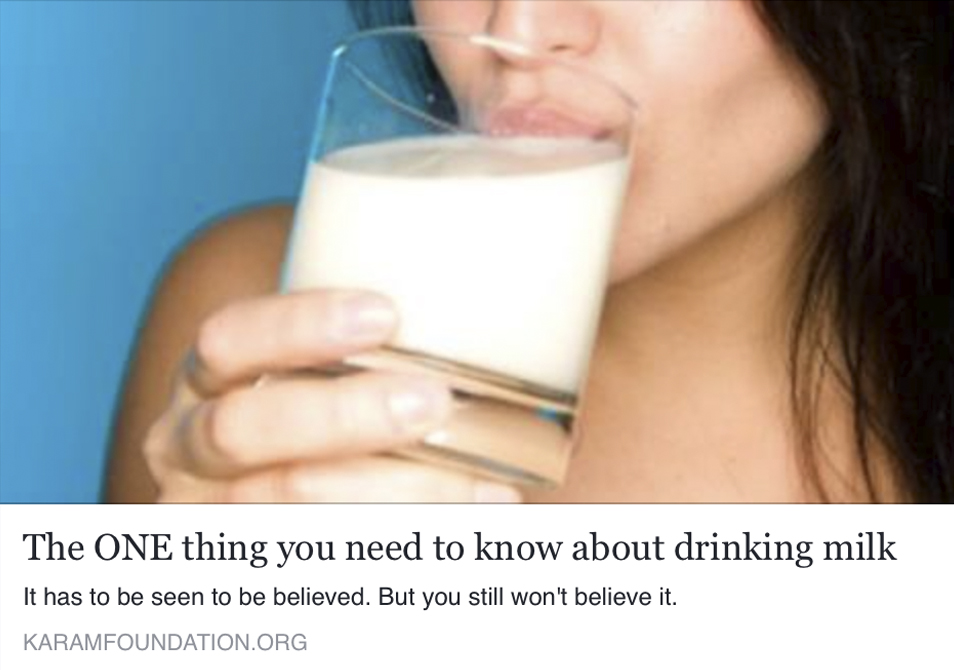 The ONE thing you need to know about drinking milk
It has to be seen to be believed. But you still won't believe it.
KARAMFOUNDATION.ORG